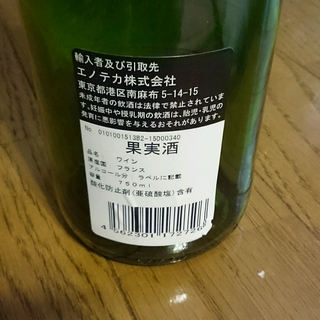 輸入者及び引取先
エノテカ株式会社
東京都港区南麻布 5-14-15
未成年者の飲酒は法律で禁止されていま
す。妊娠中や授乳期の飲酒は、胎児・乳児の
発育に悪影響を与えるおそれがあります。
No. 010100151382-15D00340
果実酒
品名 ワイン
原産国 フランス
アルコール分 ラベルに記載
容量 750ml
酸化防止剤(亜硫酸塩)含有